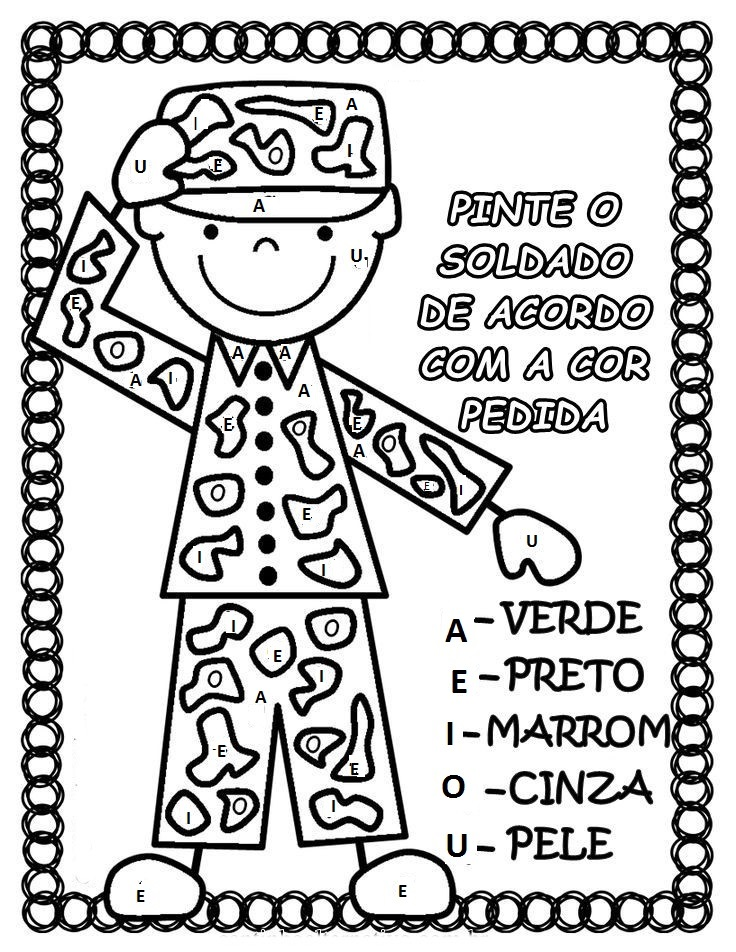 PINTE O
SOLDADO
DE ACORDO
COM A COR
PEDIDA
I
E
A
E
O
I
U
A
U
I
E
O
A
I
A
A
A
E
O
O
E
I
I
E
A
O
E
I
U
I
O
E
O
I
A
O
E
E
I
O
I
E
E
A - VERDE
E - PRETO
I - MARROM
O - CINZA
U - PELE